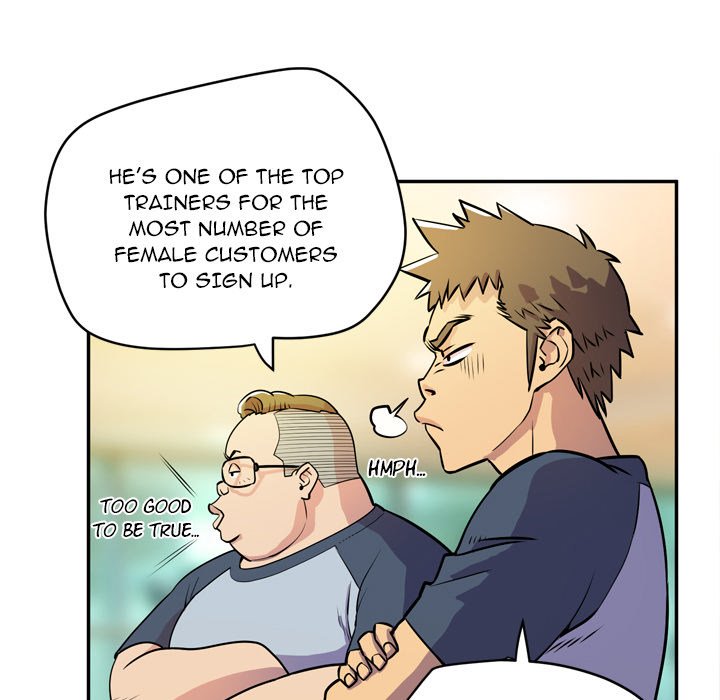 HE'S ONE OF THE TOP
TRAINERS FOR THE
MOST NUMBER OF
FEMALE CUSTOMERS
TO SIGN UP.
HMPH...
TOO GOOD
TO BE TRUE...